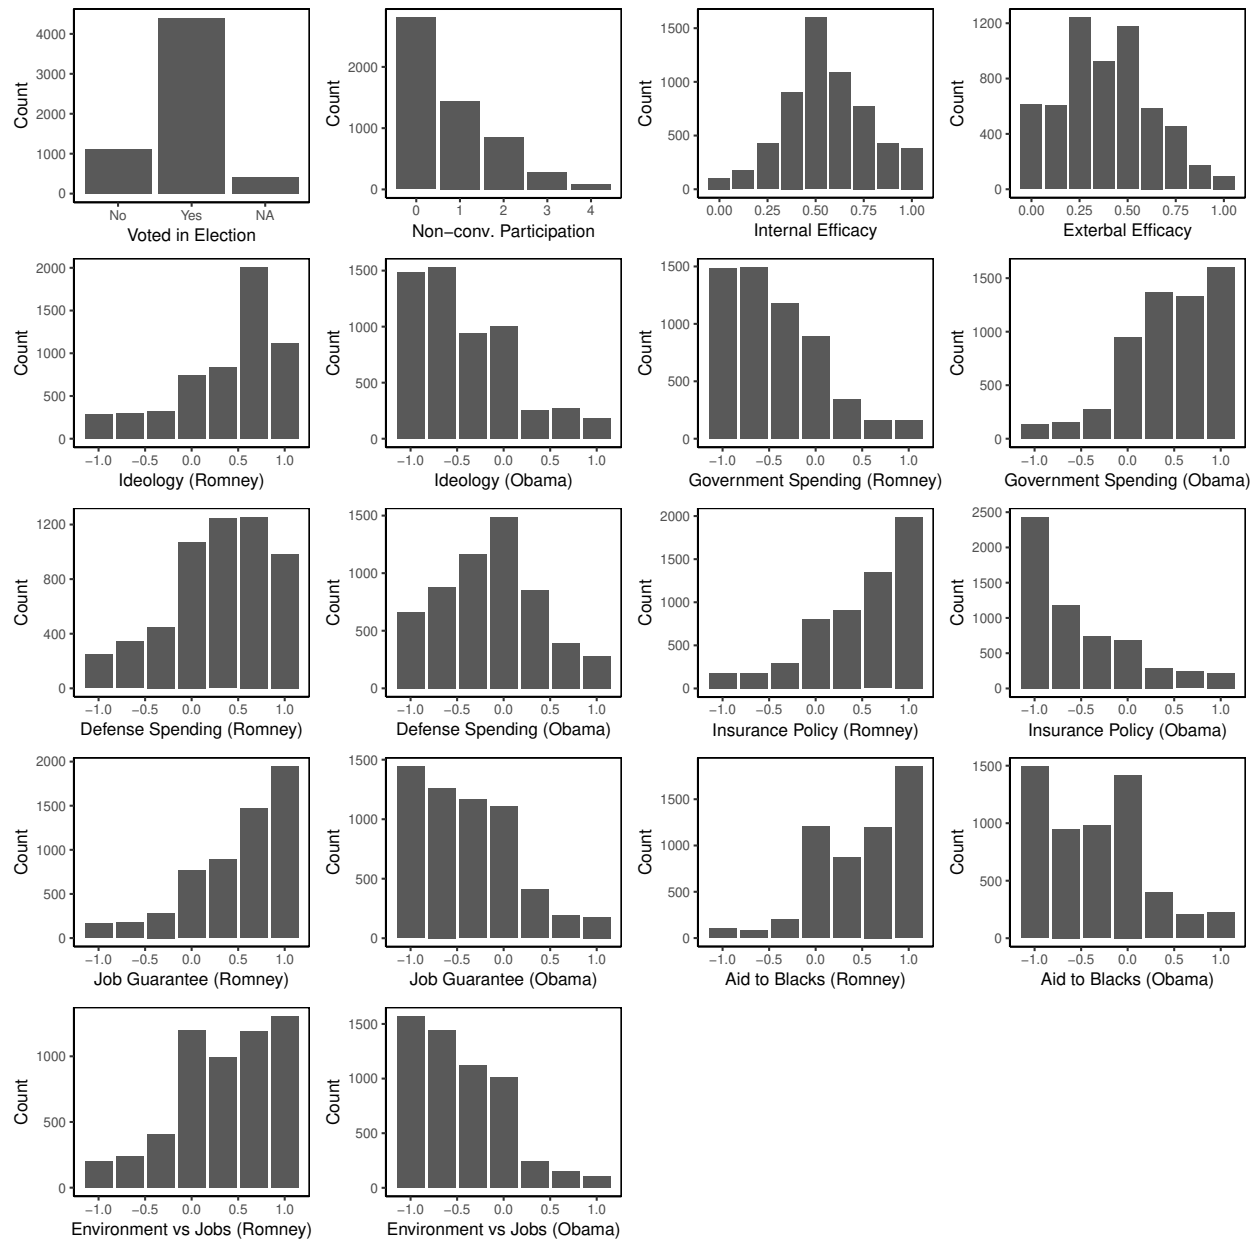 Count
4000
3000
2000
1000
0
No Yes NA
Voted in Election
Count
2000
1000
0
0 1 2 3 4
Non−conv. Participation
Count
1500
1000
500
0
0.00 0.25 0.50 0.75 1.00
Internal Efficacy
Count
1200
800
400
0
0.00 0.25 0.50 0.75 1.00
Exterbal Efficacy
Count
2000
1500
1000
500
0
−1.0 −0.5 0.0 0.5 1.0
Ideology (Romney)
Count
1500
1000
500
0
−1.0 −0.5 0.0 0.5 1.0
Ideology (Obama)
Count
1500
1000
500
0
−1.0 −0.5 0.0 0.5 1.0
Government Spending (Romney)
Count
1500
1000
500
0
−1.0 −0.5 0.0 0.5 1.0
Government Spending (Obama)
Count
1200
800
400
0
−1.0 −0.5 0.0 0.5 1.0
Defense Spending (Romney)
Count
1500
1000
500
0
−1.0 −0.5 0.0 0.5 1.0
Defense Spending (Obama)
Count
2000
1500
1000
500
0
−1.0 −0.5 0.0 0.5 1.0
Insurance Policy (Romney)
Count
2500
2000
1500
1000
500
0
−1.0 −0.5 0.0 0.5 1.0
Insurance Policy (Obama)
Count
2000
1500
1000
500
0
−1.0 −0.5 0.0 0.5 1.0
Job Guarantee (Romney)
Count
1500
1000
500
0
−1.0 −0.5 0.0 0.5 1.0
Job Guarantee (Obama)
Count
1500
1000
500
0
−1.0 −0.5 0.0 0.5 1.0
Aid to Blacks (Romney)
Count
1500
1000
500
0
−1.0 −0.5 0.0 0.5 1.0
Aid to Blacks (Obama)
Count
1000
500
0
−1.0 −0.5 0.0 0.5 1.0
Environment vs Jobs (Romney)
Count
1500
1000
500
0
−1.0 −0.5 0.0 0.5 1.0
Environment vs Jobs (Obama)